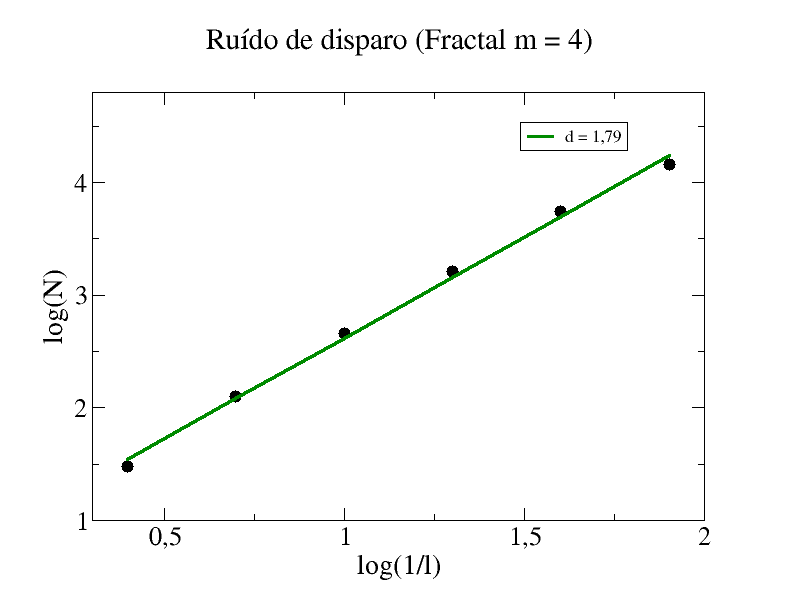 Ruído de disparo (Fractal m = 4)
d = 1,79
4
3
2
1
log(N)
0,5 1 1,5 2
log(1/l)